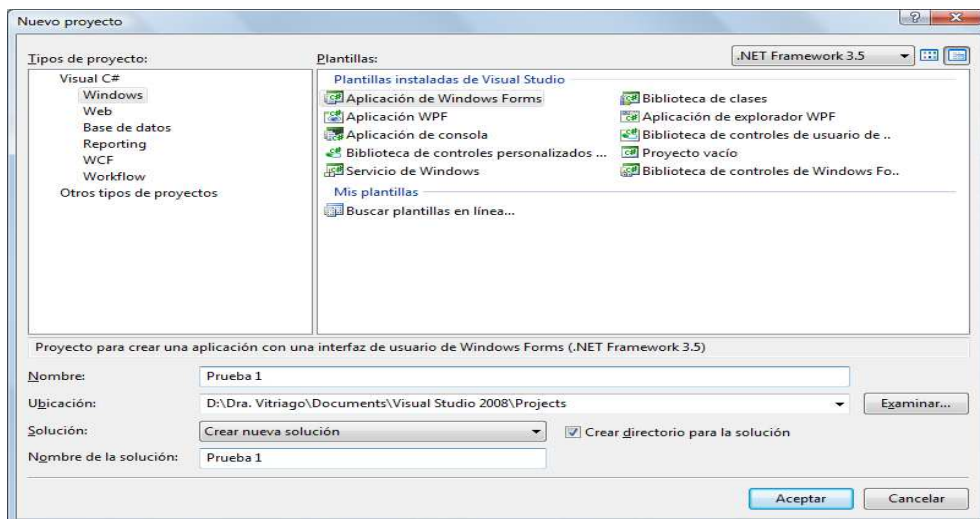 Nuevo proyecto
Tipos de proyecto:
Plantillas:
.NET Framework 3.5
Visual C#
Windows
Web
Base de datos
Reporting
WCF
Workflow
Otros tipos de proyectos
Plantillas instaladas de Visual Studio
Aplicación de Windows Forms
Biblioteca de clases
Aplicación WPF
Aplicación de explorador WPF
Aplicación de consola
Biblioteca de controles de usuario de ..
Biblioteca de controles personalizados ...
Proyecto vacío
Servicio de Windows
Biblioteca de controles de Windows Fo...
Mis plantillas
Buscar plantillas en línea...
Proyecto para crear una aplicación con una interfaz de usuario de Windows Forms (.NET Framework 3.5)
Nombre:
Prueba 1
Ubicación:
D:\Dra. Vitriago\Documents\Visual Studio 2008\Projects
Examinar...
Solución:
Crear nueva solución
Crear directorio para la solución
Nombre de la solución:
Prueba 1
Aceptar
Cancelar